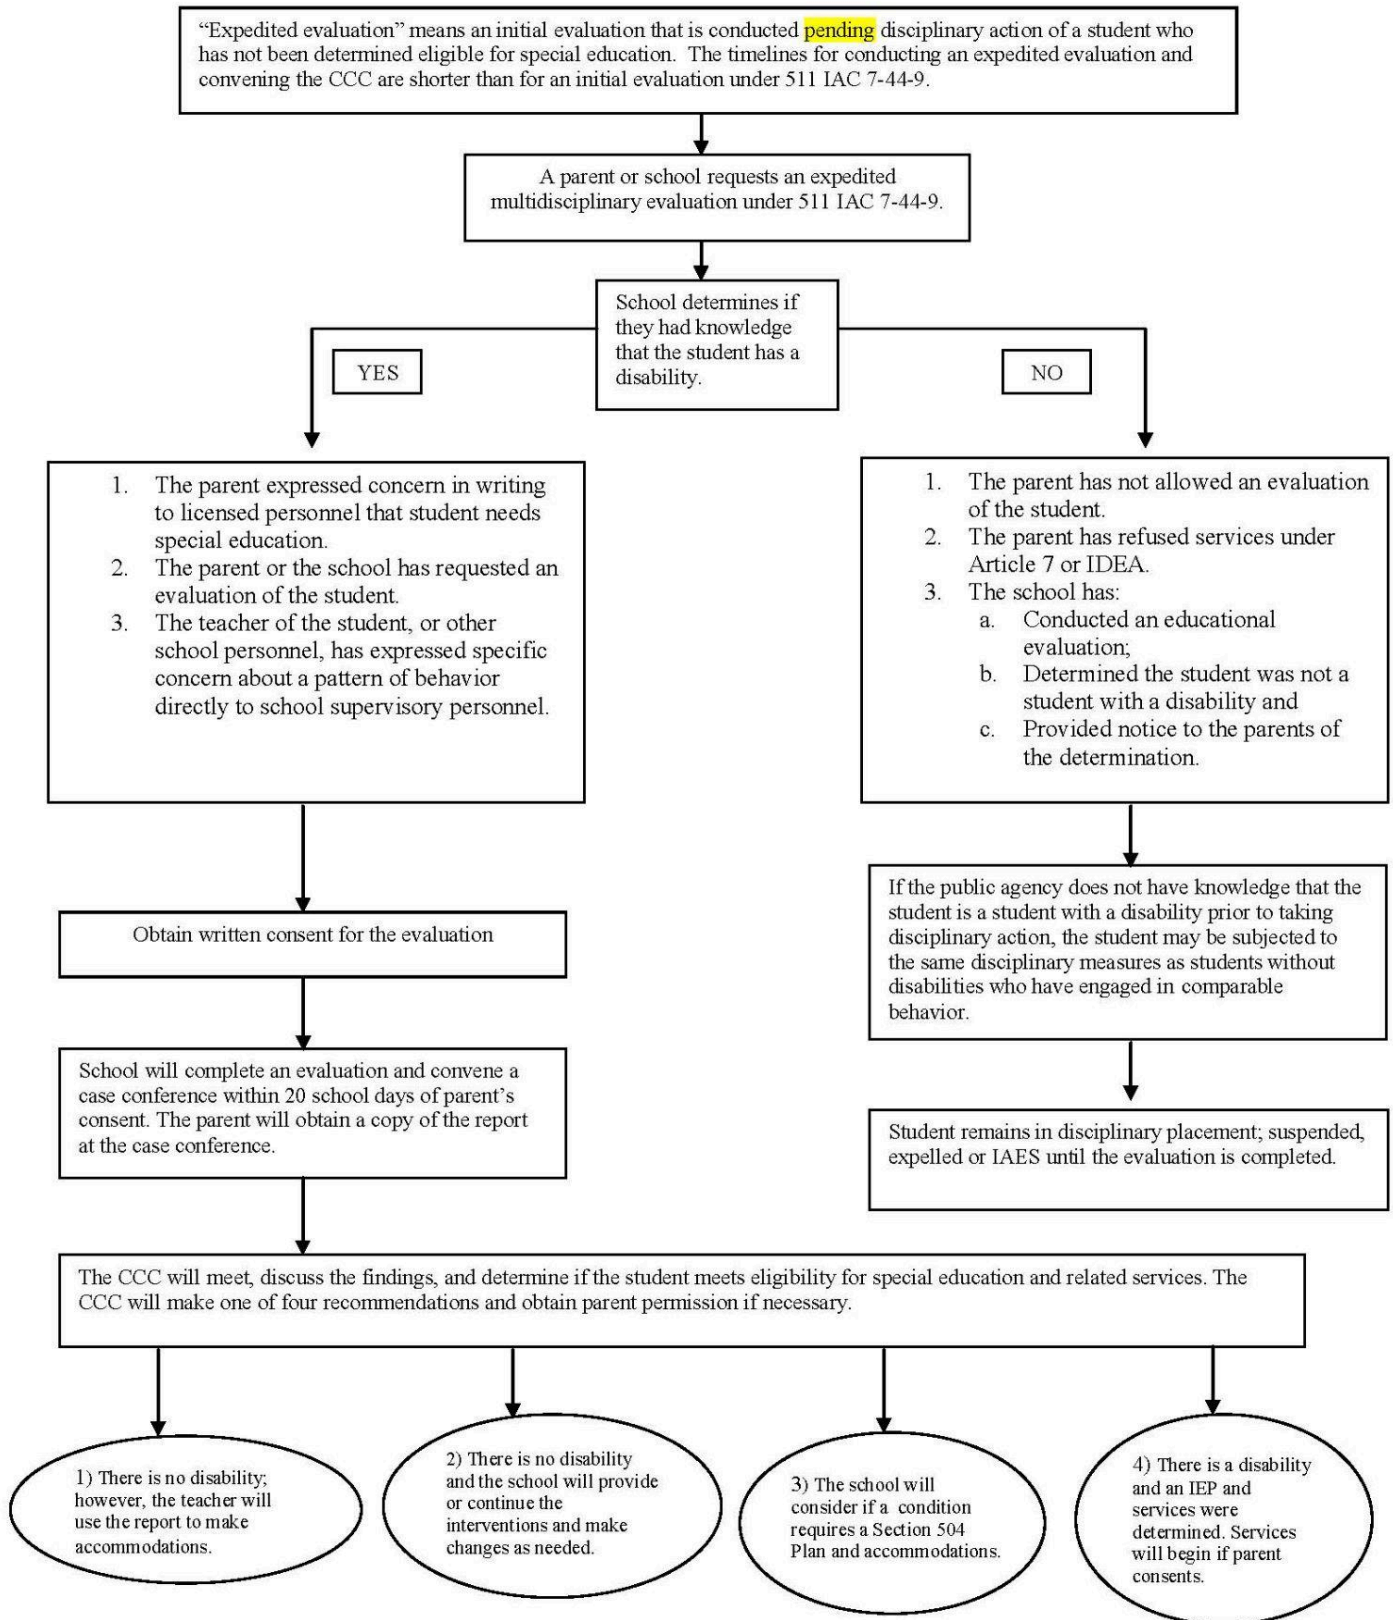 “Expedited evaluation” means an initial evaluation that is conducted pending disciplinary action of a student who
has not been determined eligible for special education.  The timelines for conducting an expedited evaluation and
convening the CCC are shorter than for an initial evaluation under 511 IAC 7-44-9.
A parent or school requests an expedited
multidisciplinary evaluation under 511 IAC 7-44-9.
School determines if
they had knowledge
that the student has a
disability.
YES
NO
1. The parent expressed concern in writing
to licensed personnel that student needs
special education.
2. The parent or the school has requested an
evaluation of the student.
3. The teacher of the student, or other
school personnel, has expressed specific
concern about a pattern of behavior
directly to school supervisory personnel.
1. The parent has not allowed an evaluation
of the student.
2. The parent has refused services under
Article 7 or IDEA.
3. The school has:
a. Conducted an educational
evaluation;
b. Determined the student was not a
student with a disability and
c. Provided notice to the parents of
the determination.
Obtain written consent for the evaluation
If the public agency does not have knowledge that the
student is a student with a disability prior to taking
disciplinary action, the student may be subjected to
the same disciplinary measures as students without
disabilities who have engaged in comparable
behavior.
School will complete an evaluation and convene a
case conference within 20 school days of parent’s
consent. The parent will obtain a copy of the report
at the case conference.
Student remains in disciplinary placement; suspended,
expelled or IAES until the evaluation is completed.
The CCC will meet, discuss the findings, and determine if the student meets eligibility for special education and related services. The
CCC will make one of four recommendations and obtain parent permission if necessary.
1) There is no disability;
however, the teacher will
use the report to make
accommodations.
2) There is no disability
and the school will provide
or continue the
interventions and make
changes as needed.
3) The school will
consider if a  condition
requires a Section 504
Plan and accommodations.
4) There is a disability
and an IEP and
services were
determined. Services
will begin if parent
consents.